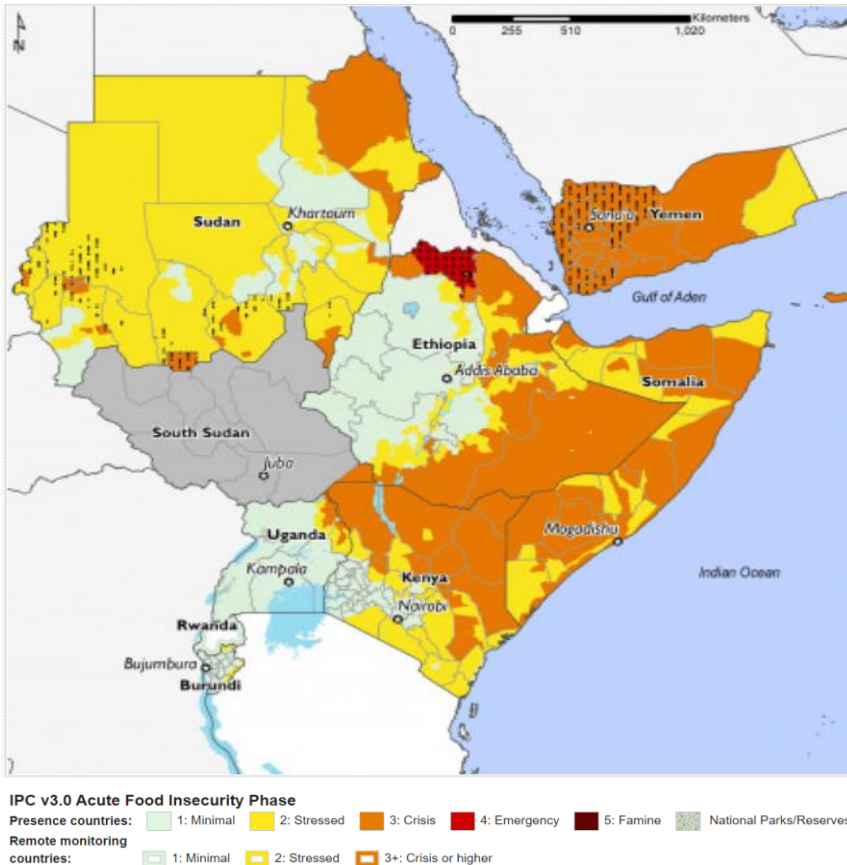 N
Kilometers
0 255 510 1,020
Sudan
Khartoum
Sana'a
Yemen
Gulf of Aden
Ethiopia
Addis Ababa
Somalia
South Sudan
Juba
Mogadishu
Uganda
Kampala
Kenya
Nairobi
Indian Ocean
Rwanda
Bujumbura
Burundi
IPC v3.0 Acute Food Insecurity Phase
Presence countries: 1: Minimal 2: Stressed 3: Crisis 4: Emergency 5: Famine National Parks/Reserves
Remote monitoring
countries: 1: Minimal 2: Stressed 3+: Crisis or higher